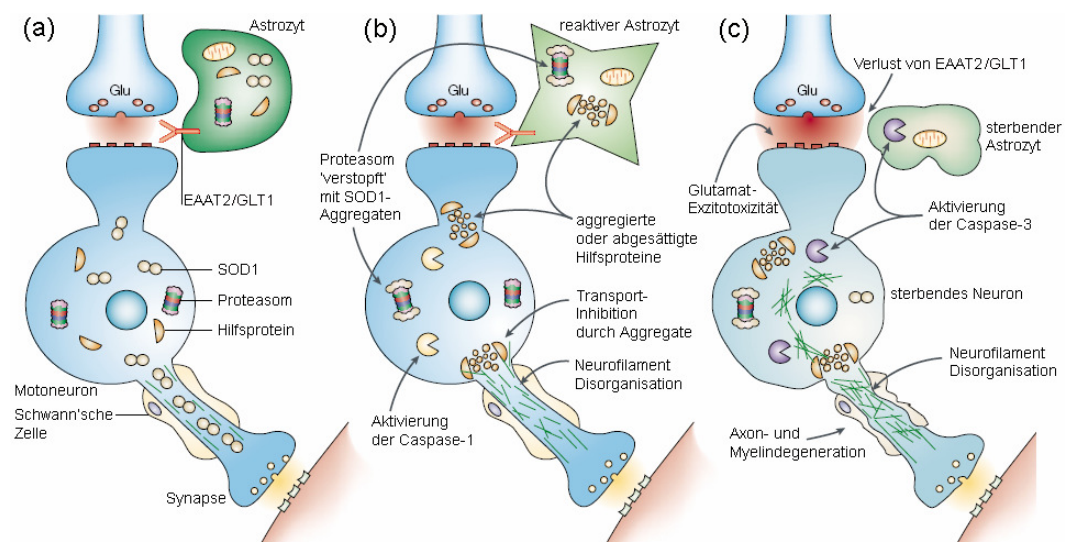 (a)
Astrozyt
Glu
EAAT2/GLT1
SOD1
Proteasom
Hilfsprotein
Motoneuron
Schwann'sche
Zelle
Synapse
(b)
reaktiver Astrozyt
Glu
Proteasom
'verstopft'
mit SOD1-
Aggregaten
aggregierte
oder abgesättigte
Hilfsproteine
Transport-
Inhibition
durch Aggregate
Neurofilament
Disorganisation
Aktivierung
der Caspase-1
(c)
Verlust von EAAT2/GLT1
Glu
sterbender
Astrozyt
Glutamat-
Exzitotoxizität
Aktivierung
der Caspase-3
sterbendes Neuron
Neurofilament
Disorganisation
Axon- und
Myelindegeneration